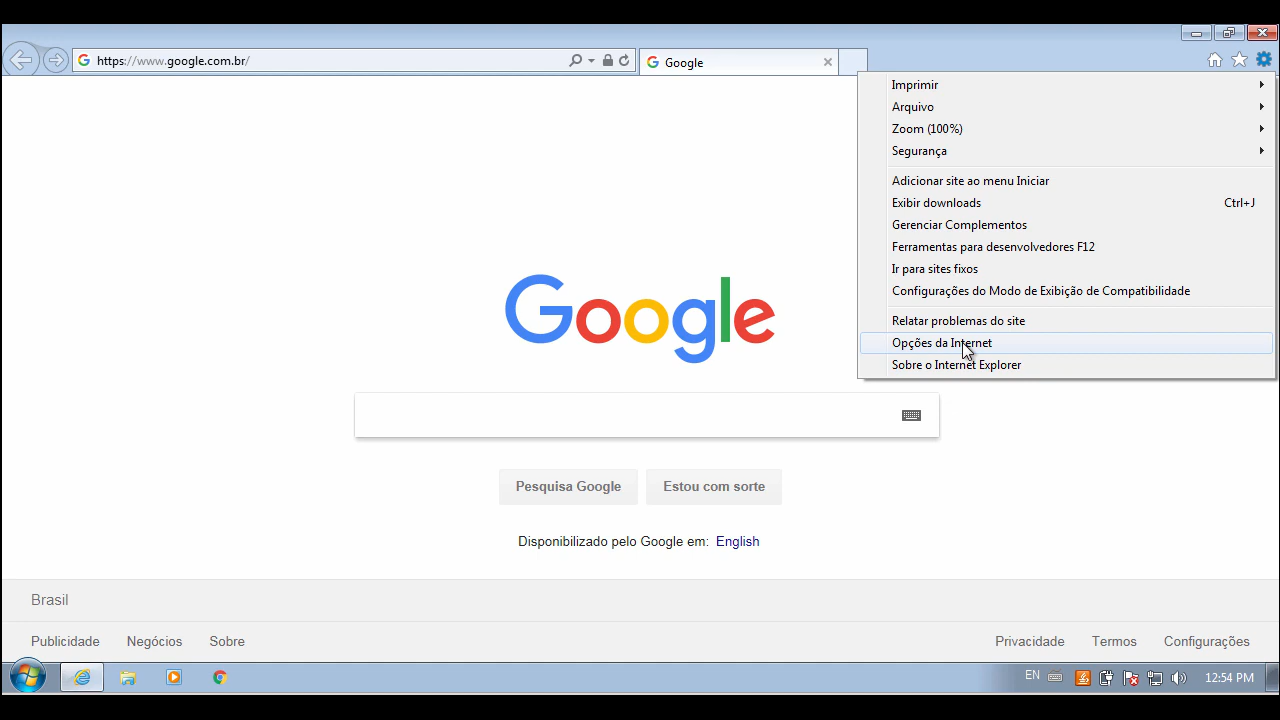 https://www.google.com.br/
Google
Imprimir
Arquivo
Zoom (100%)
Segurança
Adicionar site ao menu Iniciar
Exibir downloads Ctrl+J
Gerenciar Complementos
Ferramentas para desenvolvedores F12
Ir para sites fixos
Configurações do Modo de Exibição de Compatibilidade
Relatar problemas do site
Opções da Internet
Sobre o Internet Explorer
Google
Pesquisa Google Estou com sorte
Disponibilizado pelo Google em: English
Brasil
Publicidade Negócios Sobre Privacidade Termos Configurações
EN 12:54 PM